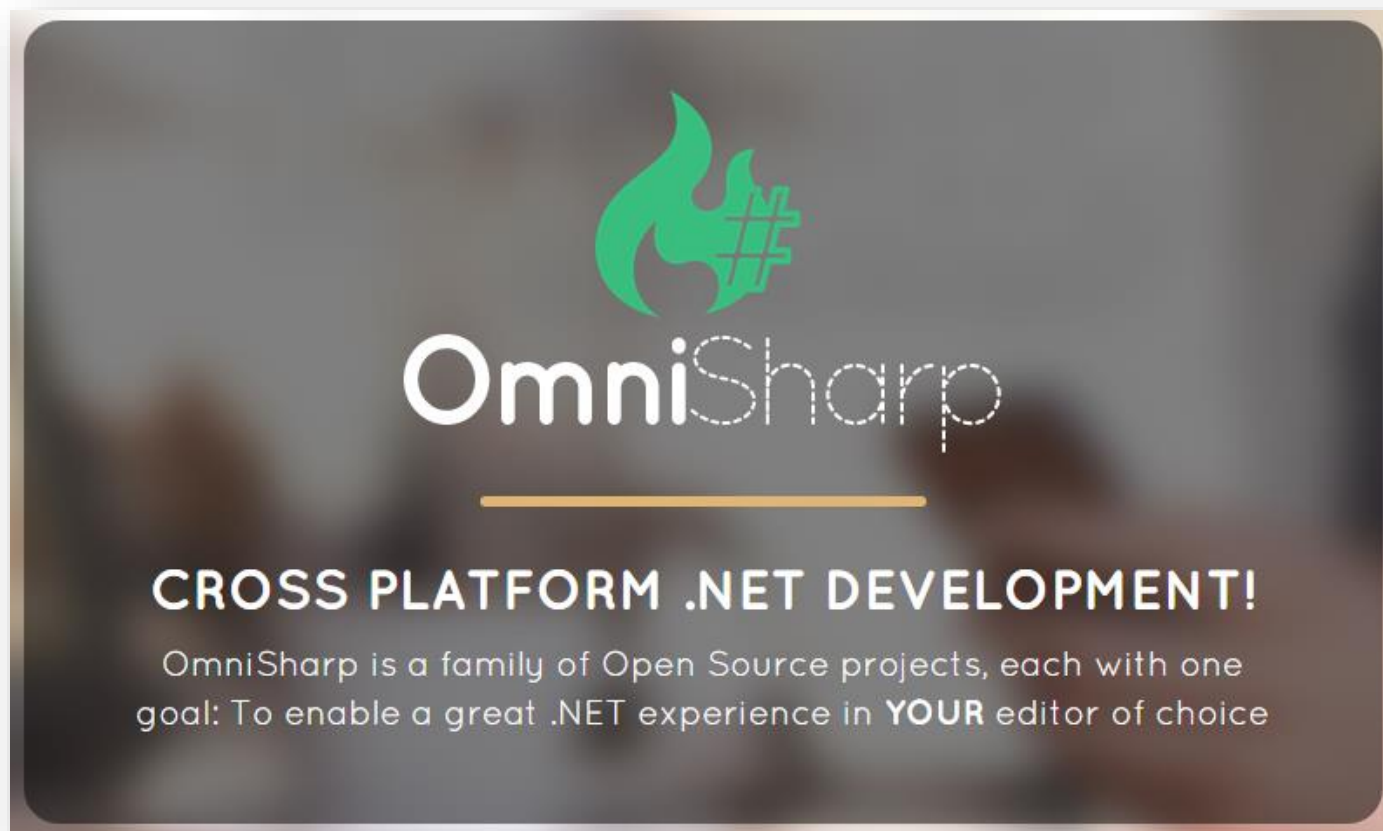 #
OmniSharp
CROSS PLATFORM .NET DEVELOPMENT!
OmniSharp is a family of Open Source projects, each with one
goal: To enable a great .NET experience in YOUR editor of choice